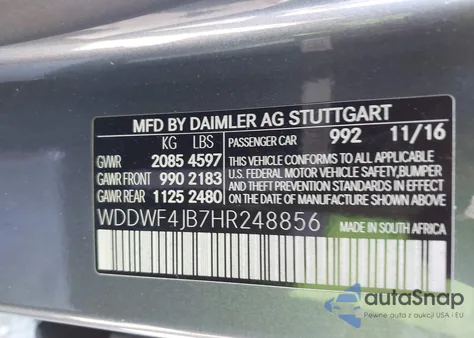 MFD BY DAIMLER AG STUTTGART
KG LBS
GVWR 2085 4597
GAWR FRONT 990 2183
GAWR REAR 1125 2480
PASSENGER CAR 992 11/16
THIS VEHICLE CONFORMS TO ALL APPLICABLE
U.S. FEDERAL MOTOR VEHICLE SAFETY,BUMPER
AND THEFT PREVENTION STANDARDS IN EFFECT
ON THE DATE OF MANUFACTURE SHOWN ABOVE
WDDWF4JB7HR248856
MADE IN SOUTH AFRICA
autoSnap
Pewne auta z aukcji USA i EU